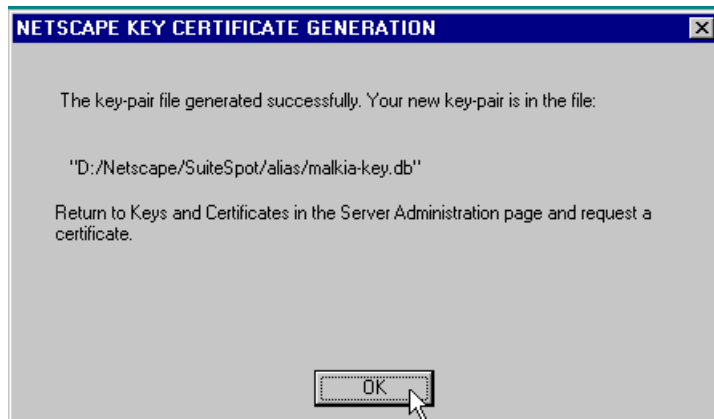 NETSCAPE KEY CERTIFICATE GENERATION
The key-pair file generated successfully. Your new key-pair is in the file:
"D:/Netscape/SuiteSpot/alias/malkia-key.db"
Return to Keys and Certificates in the Server Administration page and request a
certificate.
OK